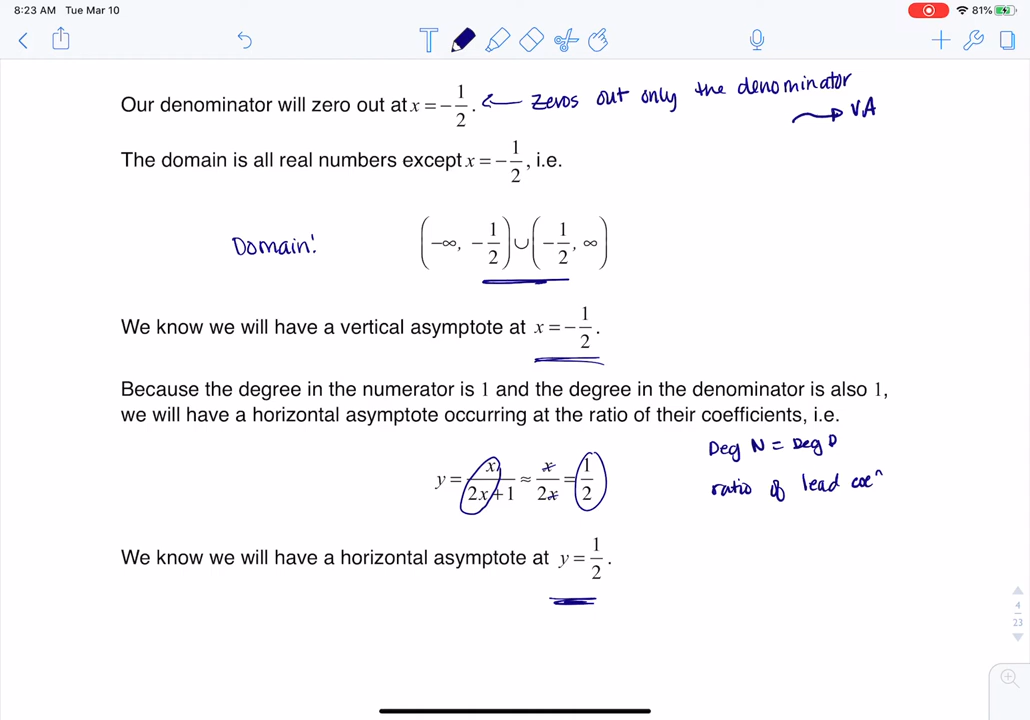 8:23 AM Tue Mar 10
81%
Our denominator will zero out at x = −1/2. ← zeros out only the denominator
→ VA
The domain is all real numbers except x = −1/2, i.e.
Domain: (−∞, −1/2) ∪ (−1/2, ∞)
We know we will have a vertical asymptote at x = −1/2.
Because the degree in the numerator is 1 and the degree in the denominator is also 1,
we will have a horizontal asymptote occurring at the ratio of their coefficients, i.e.
Deg N = Deg D
y = x/(2x+1) ≈ x/2x = 1/2
ratio of lead coe
We know we will have a horizontal asymptote at y = 1/2.
4
23